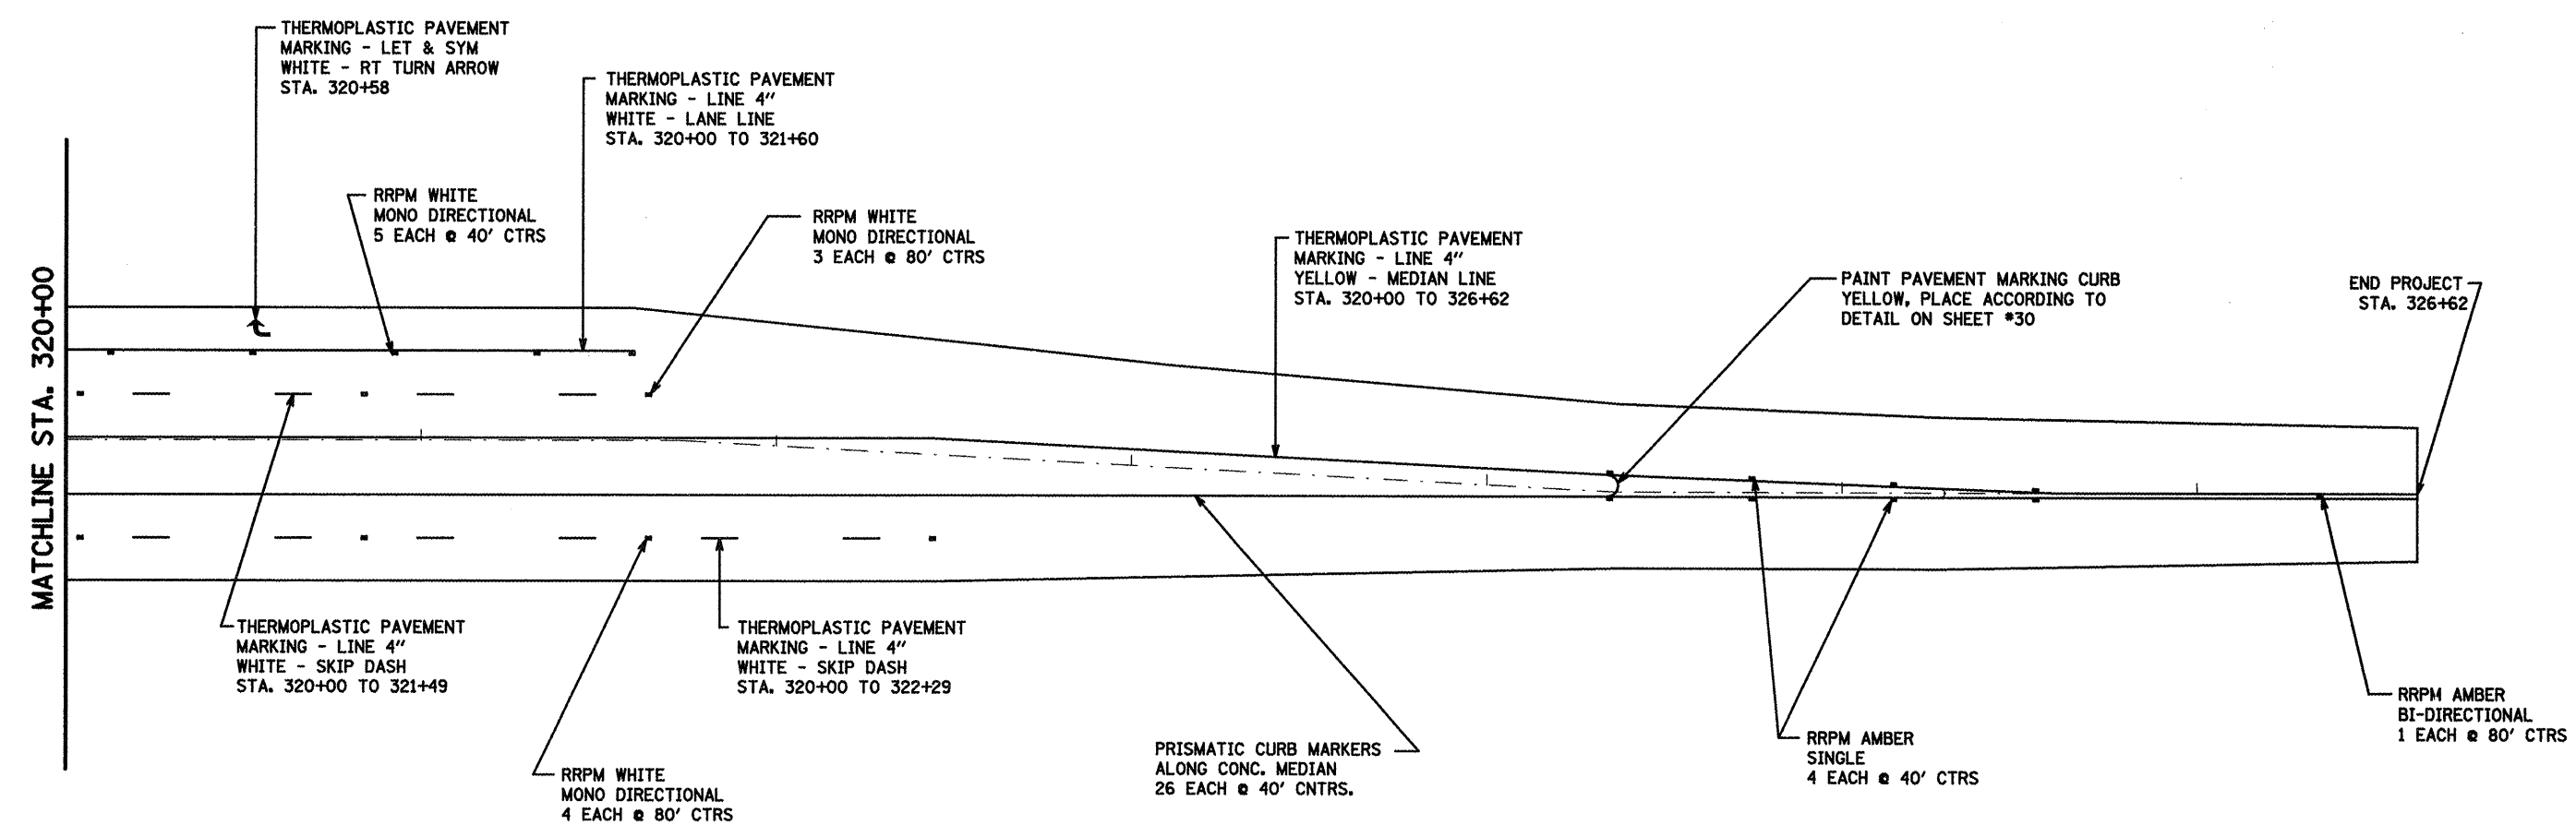 THERMOPLASTIC PAVEMENT
MARKING - LET & SYM
WHITE - RT TURN ARROW
STA. 320+58
THERMOPLASTIC PAVEMENT
MARKING - LINE 4"
WHITE - LANE LINE
STA. 320+00 TO 321+60
RRPM WHITE
MONO DIRECTIONAL
5 EACH @ 40' CTRS
RRPM WHITE
MONO DIRECTIONAL
3 EACH @ 80' CTRS
THERMOPLASTIC PAVEMENT
MARKING - LINE 4"
YELLOW - MEDIAN LINE
STA. 320+00 TO 326+62
PAINT PAVEMENT MARKING CURB
YELLOW, PLACE ACCORDING TO
DETAIL ON SHEET #30
END PROJECT
STA. 326+62
MATCHLINE STA. 320+00
THERMOPLASTIC PAVEMENT
MARKING - LINE 4"
WHITE - SKIP DASH
STA. 320+00 TO 321+49
THERMOPLASTIC PAVEMENT
MARKING - LINE 4"
WHITE - SKIP DASH
STA. 320+00 TO 322+29
RRPM WHITE
MONO DIRECTIONAL
4 EACH @ 80' CTRS
PRISMATIC CURB MARKERS
ALONG CONC. MEDIAN
26 EACH @ 40' CNTRS.
RRPM AMBER
SINGLE
4 EACH @ 40' CTRS
RRPM AMBER
BI-DIRECTIONAL
1 EACH @ 80' CTRS